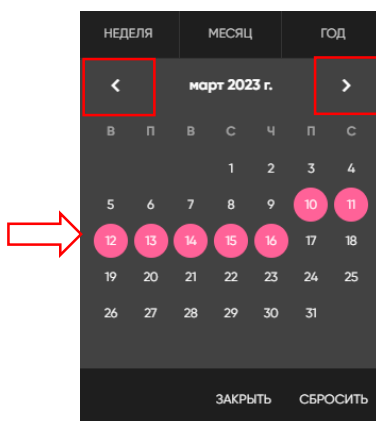 НЕДЕЛЯ МЕСЯЦ ГОД
< март 2023 г. >
В П В С Ч П С
1 2 3 4
5 6 7 8 9 10 11
12 13 14 15 16 17 18
19 20 21 22 23 24 25
26 27 28 29 30 31
ЗАКРЫТЬ СБРОСИТЬ